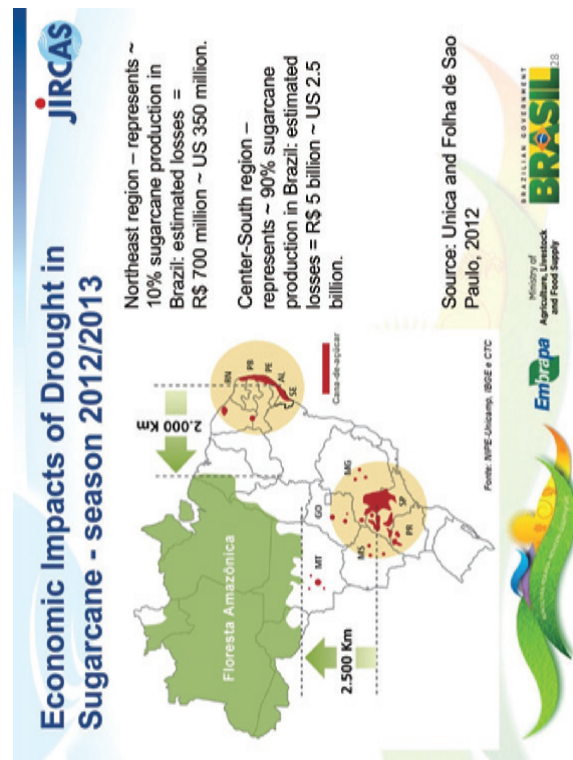 Economic Impacts of Drought in
Sugarcane - season 2012/2013
JIRCAS
Floresta Amazônica
2.000 Km
2.500 Km
RN
PB
PE
AL
SE
MT
GO
MG
MS
SP
PR
Cana-de-açúcar
Fonte: NIPE-Unicamp, IBGE e CTC
Northeast region – represents ~
10% sugarcane production in
Brazil: estimated losses =
R$ 700 million ~ US 350 million.
Center-South region –
represents ~ 90% sugarcane
production in Brazil: estimated
losses = R$ 5 billion ~ US 2.5
billion.
Source: Unica and Folha de Sao
Paulo, 2012
Embrapa
Ministry of
Agriculture, Livestock
and Food Supply
BRAZILIAN GOVERNMENT
BRASIL
28